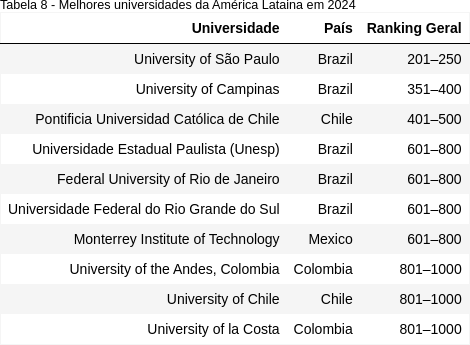 Tabela 8 - Melhores universidades da América Lataina em 2024
Universidade País Ranking Geral
University of São Paulo Brazil 201–250
University of Campinas Brazil 351–400
Pontificia Universidad Católica de Chile Chile 401–500
Universidade Estadual Paulista (Unesp) Brazil 601–800
Federal University of Rio de Janeiro Brazil 601–800
Universidade Federal do Rio Grande do Sul Brazil 601–800
Monterrey Institute of Technology Mexico 601–800
University of the Andes, Colombia Colombia 801–1000
University of Chile Chile 801–1000
University of la Costa Colombia 801–1000